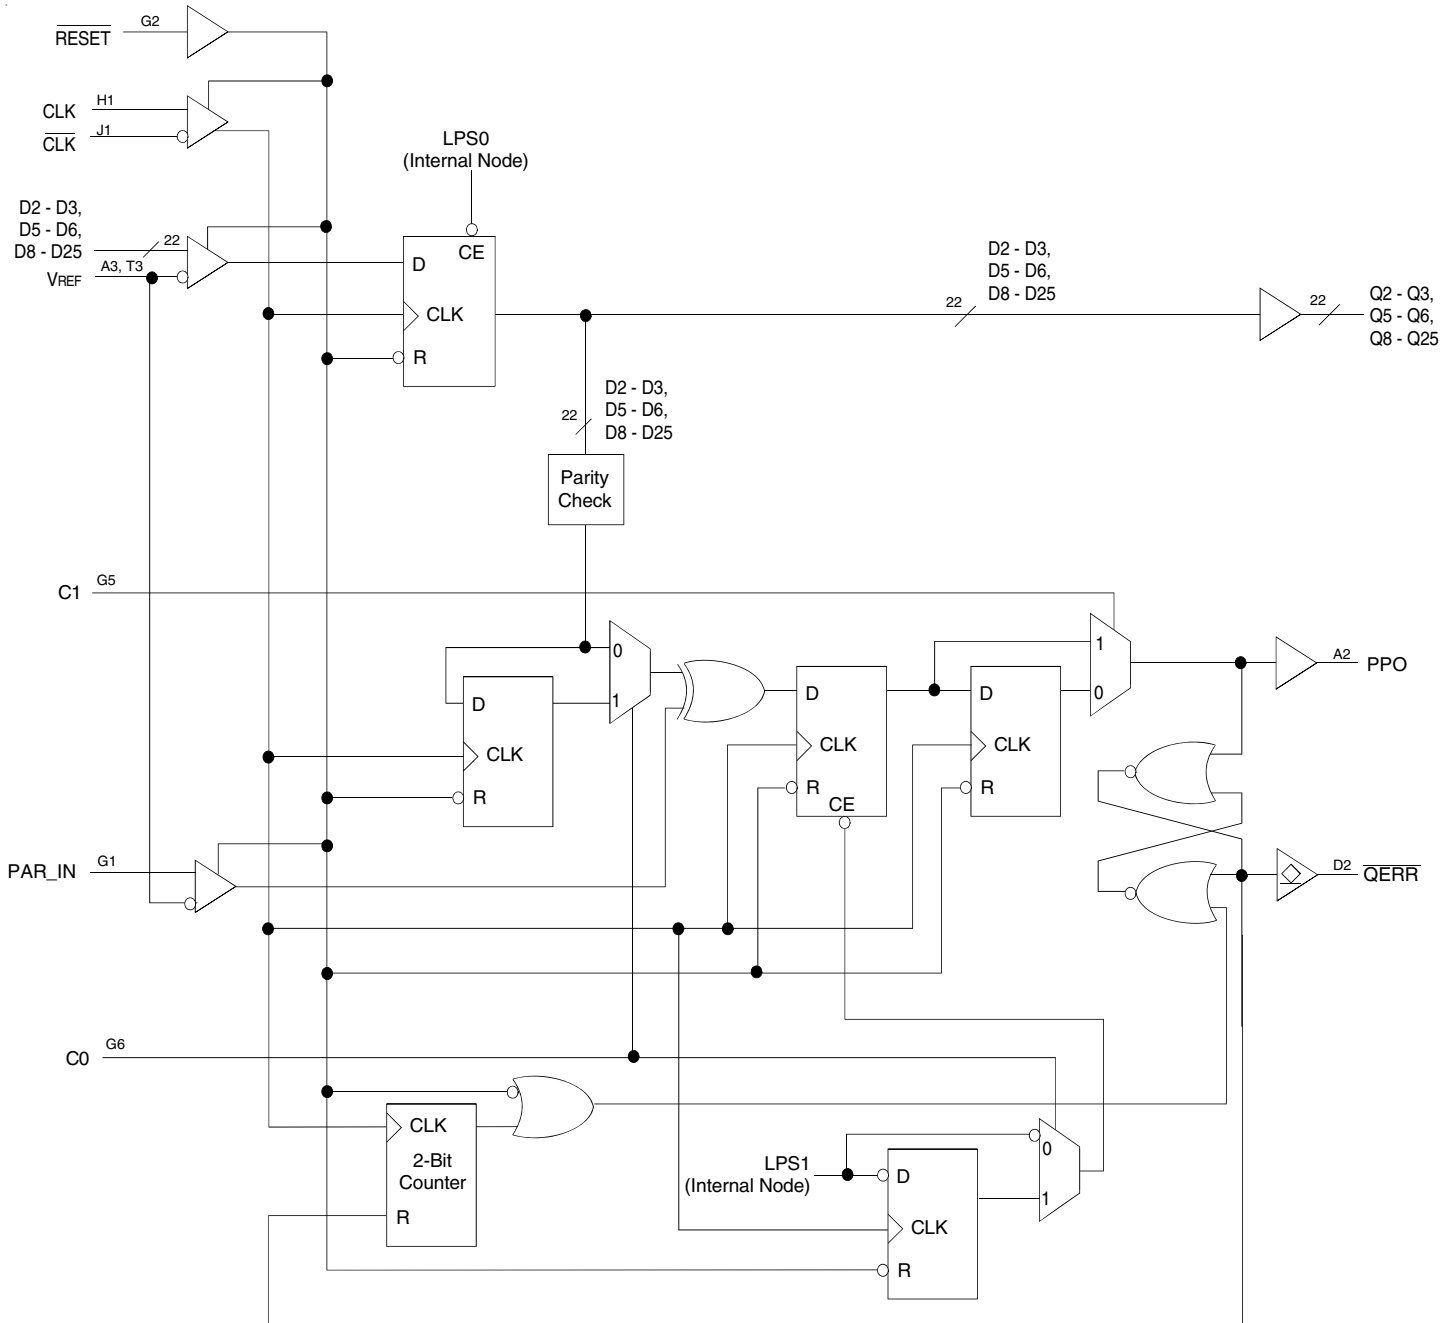 G2
RESET
CLK
H1
CLK
J1
LPS0
(Internal Node)
D2 - D3,
D5 - D6,
D8 - D25
22
VREF
A3, T3
CE
D
CLK
R
D2 - D3,
D5 - D6,
D8 - D25
22
22
Q2 - Q3,
Q5 - Q6,
Q8 - Q25
D2 - D3,
D5 - D6,
D8 - D25
22
Parity
Check
C1
G5
0
1
D
CLK
R
D
CLK
R
CE
D
CLK
R
1
0
A2
PPO
PAR_IN
G1
D2
QERR
C0
G6
CLK
2-Bit
Counter
R
LPS1
(Internal Node)
D
CLK
R
0
1